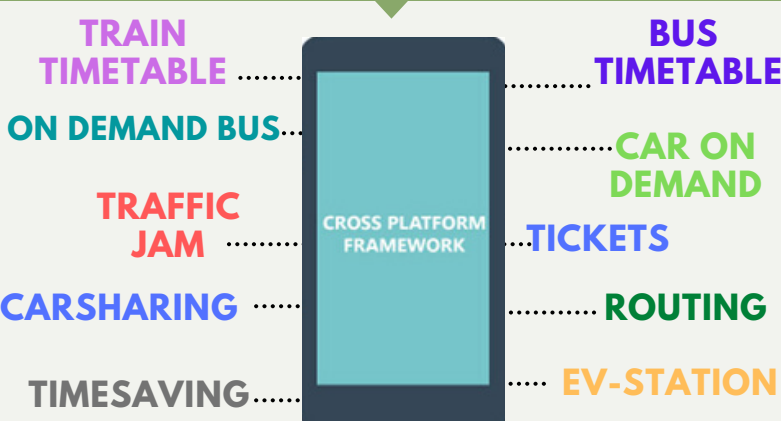 TRAIN
TIMETABLE
ON DEMAND BUS
TRAFFIC
JAM
CARSHARING
TIMESAVING
CROSS PLATFORM
FRAMEWORK
BUS
TIMETABLE
CAR ON
DEMAND
TICKETS
ROUTING
EV-STATION